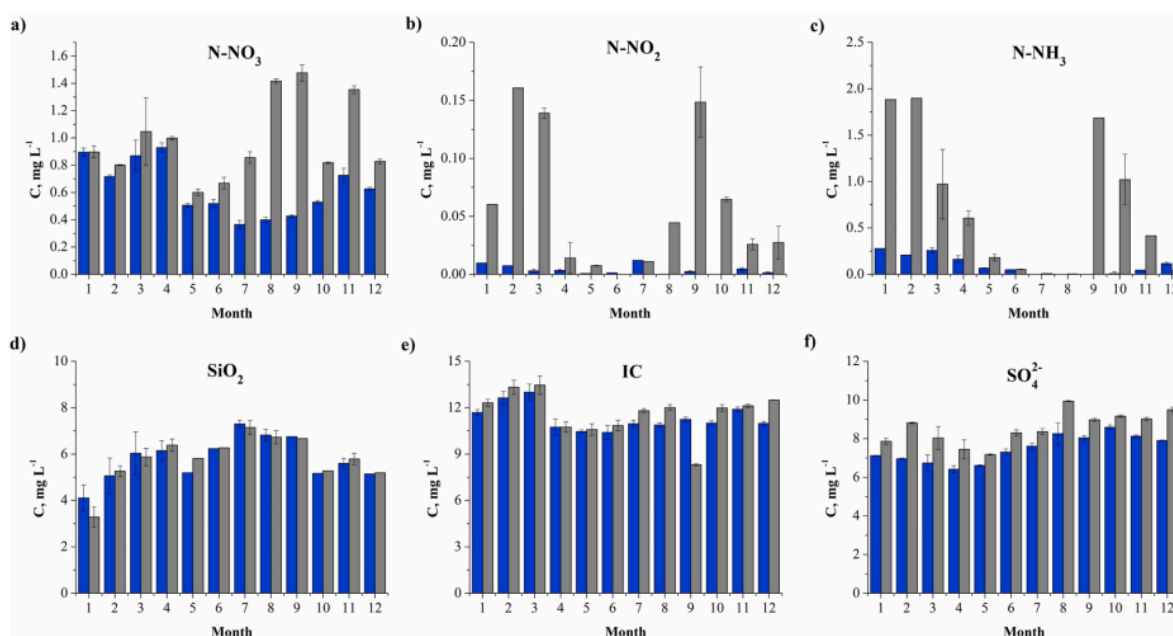 a)
N-NO3
C, mg L-1
1.6
1.4
1.2
1.0
0.8
0.6
0.4
0.2
0.0
1 2 3 4 5 6 7 8 9 10 11 12
Month
b)
N-NO2
C, mg L-1
0.20
0.15
0.10
0.05
0.00
1 2 3 4 5 6 7 8 9 10 11 12
Month
c)
N-NH3
C, mg L-1
2.5
2.0
1.5
1.0
0.5
0.0
1 2 3 4 5 6 7 8 9 10 11 12
Month
d)
SiO2
C, mg L-1
10
8
6
4
2
0
1 2 3 4 5 6 7 8 9 10 11 12
Month
e)
IC
C, mg L-1
15
12
9
6
3
0
1 2 3 4 5 6 7 8 9 10 11 12
Month
f)
SO4 2-
C, mg L-1
12
10
8
6
4
2
0
1 2 3 4 5 6 7 8 9 10 11 12
Month